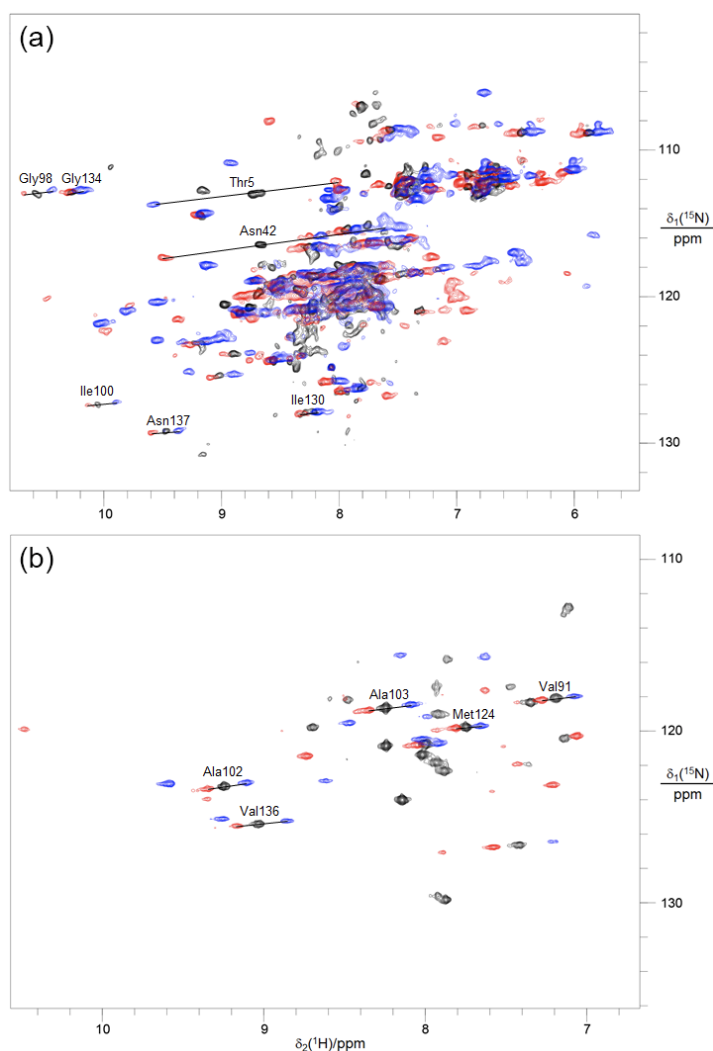 (a)
110
Gly98 Gly134
Thr5
Asn42
δ₁(¹⁵N)
ppm
120
Ile100
Ile130
Asn137
130
10 9 8 7 6
(b)
110
Ala103
Val91
Met124
120
Ala102
δ₁(¹⁵N)
ppm
Val136
130
10 9 8 7
δ₂(¹H)/ppm